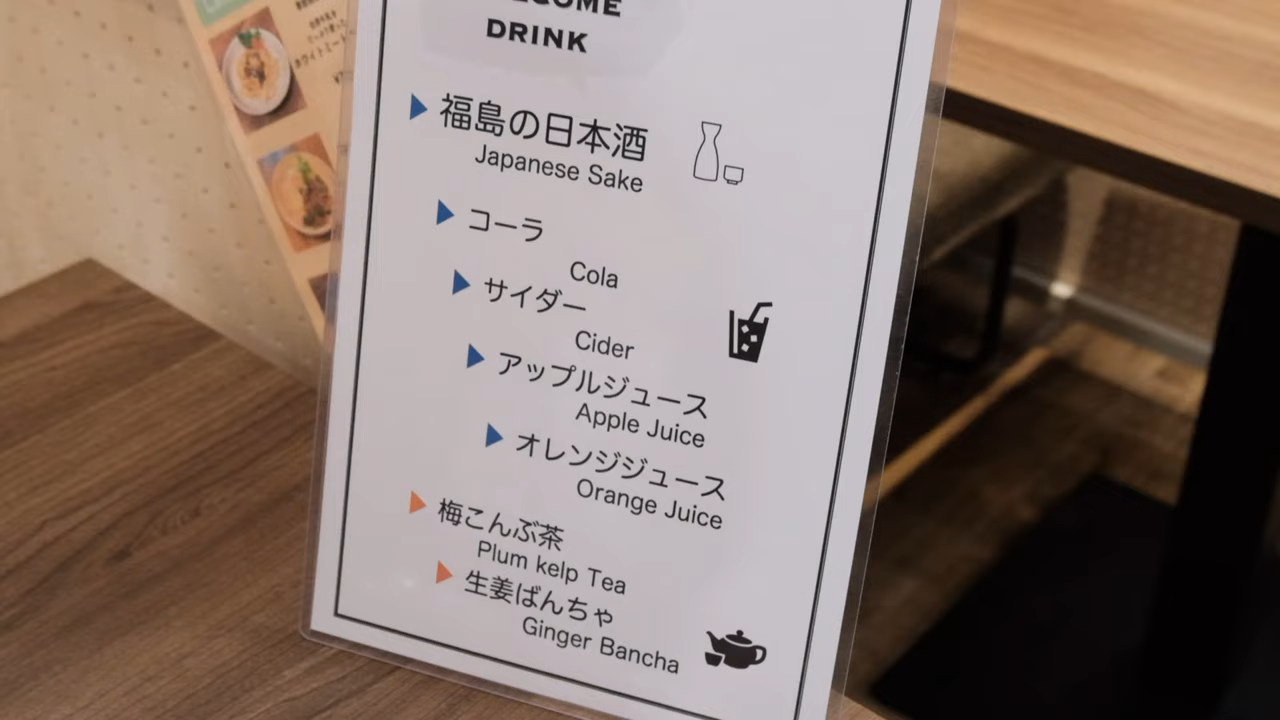 DRINK
福島の日本酒
Japanese Sake
コーラ
Cola
サイダー
Cider
アップルジュース
Apple Juice
オレンジジュース
Orange Juice
梅こんぶ茶
Plum kelp Tea
生姜ばんちゃ
Ginger Bancha